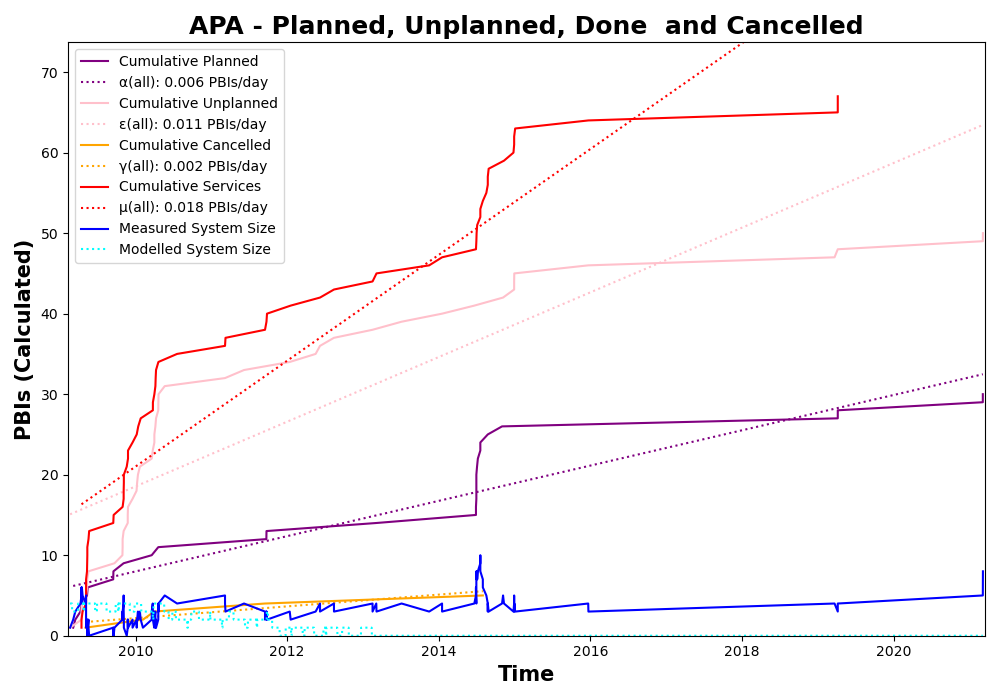 APA - Planned, Unplanned, Done  and Cancelled
PBIs (Calculated)
70
60
50
40
30
20
10
0
Cumulative Planned
α(all): 0.006 PBIs/day
Cumulative Unplanned
ε(all): 0.011 PBIs/day
Cumulative Cancelled
γ(all): 0.002 PBIs/day
Cumulative Services
μ(all): 0.018 PBIs/day
Measured System Size
Modelled System Size
2010 2012 2014 2016 2018 2020
Time